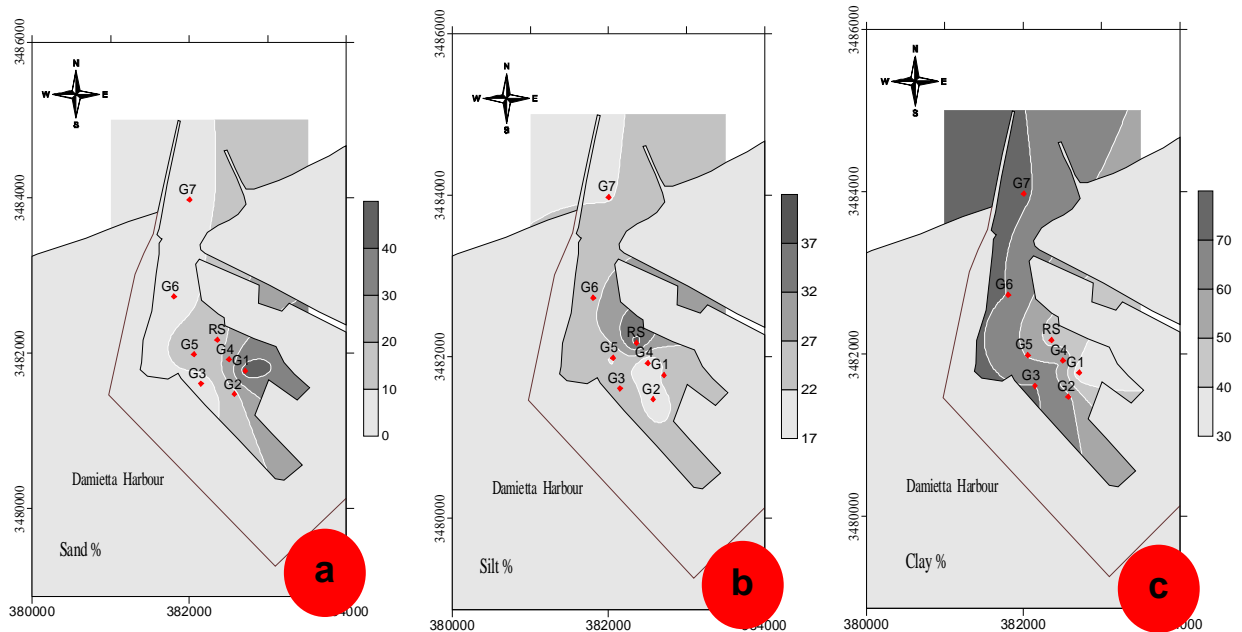 3486000
3484000
3482000
3480000
N
W E
S
G7
G6
RS
G5
G4
G1
G3
G2
40
30
20
10
0
Damietta Harbour
Sand %
a
380000
382000
3486000
3484000
3482000
3480000
N
W E
S
G7
G6
RS
G5
G4
G1
G3
G2
37
32
27
22
17
Damietta Harbour
Silt %
b
380000
382000
3486000
3484000
3482000
3480000
N
W E
S
G7
G6
RS
G5
G4
G1
G3
G2
70
60
50
40
30
Damietta Harbour
Clay %
c
380000
382000